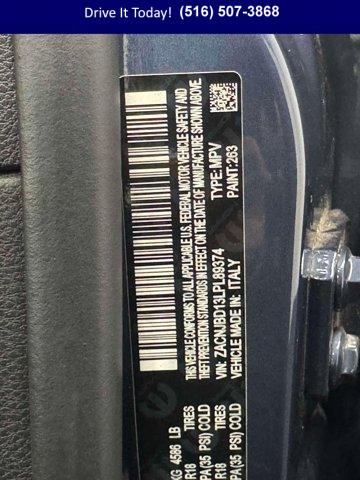 Drive It Today! (516) 507-3868
THIS VEHICLE CONFORMS TO ALL APPLICABLE U.S. FEDERAL MOTOR VEHICLE SAFETY AND
THEFT PREVENTION STANDARDS IN EFFECT ON THE DATE OF MANUFACTURE SHOWN ABOVE.
VIN: ZACNJBD13LPL89374 TYPE: MPV
VEHICLE MADE IN: ITALY PAINT: 263
KG 4586 LB
TIRES
R18
PA(35 PSI) COLD
TIRES
R18
PA(35 PSI) COLD